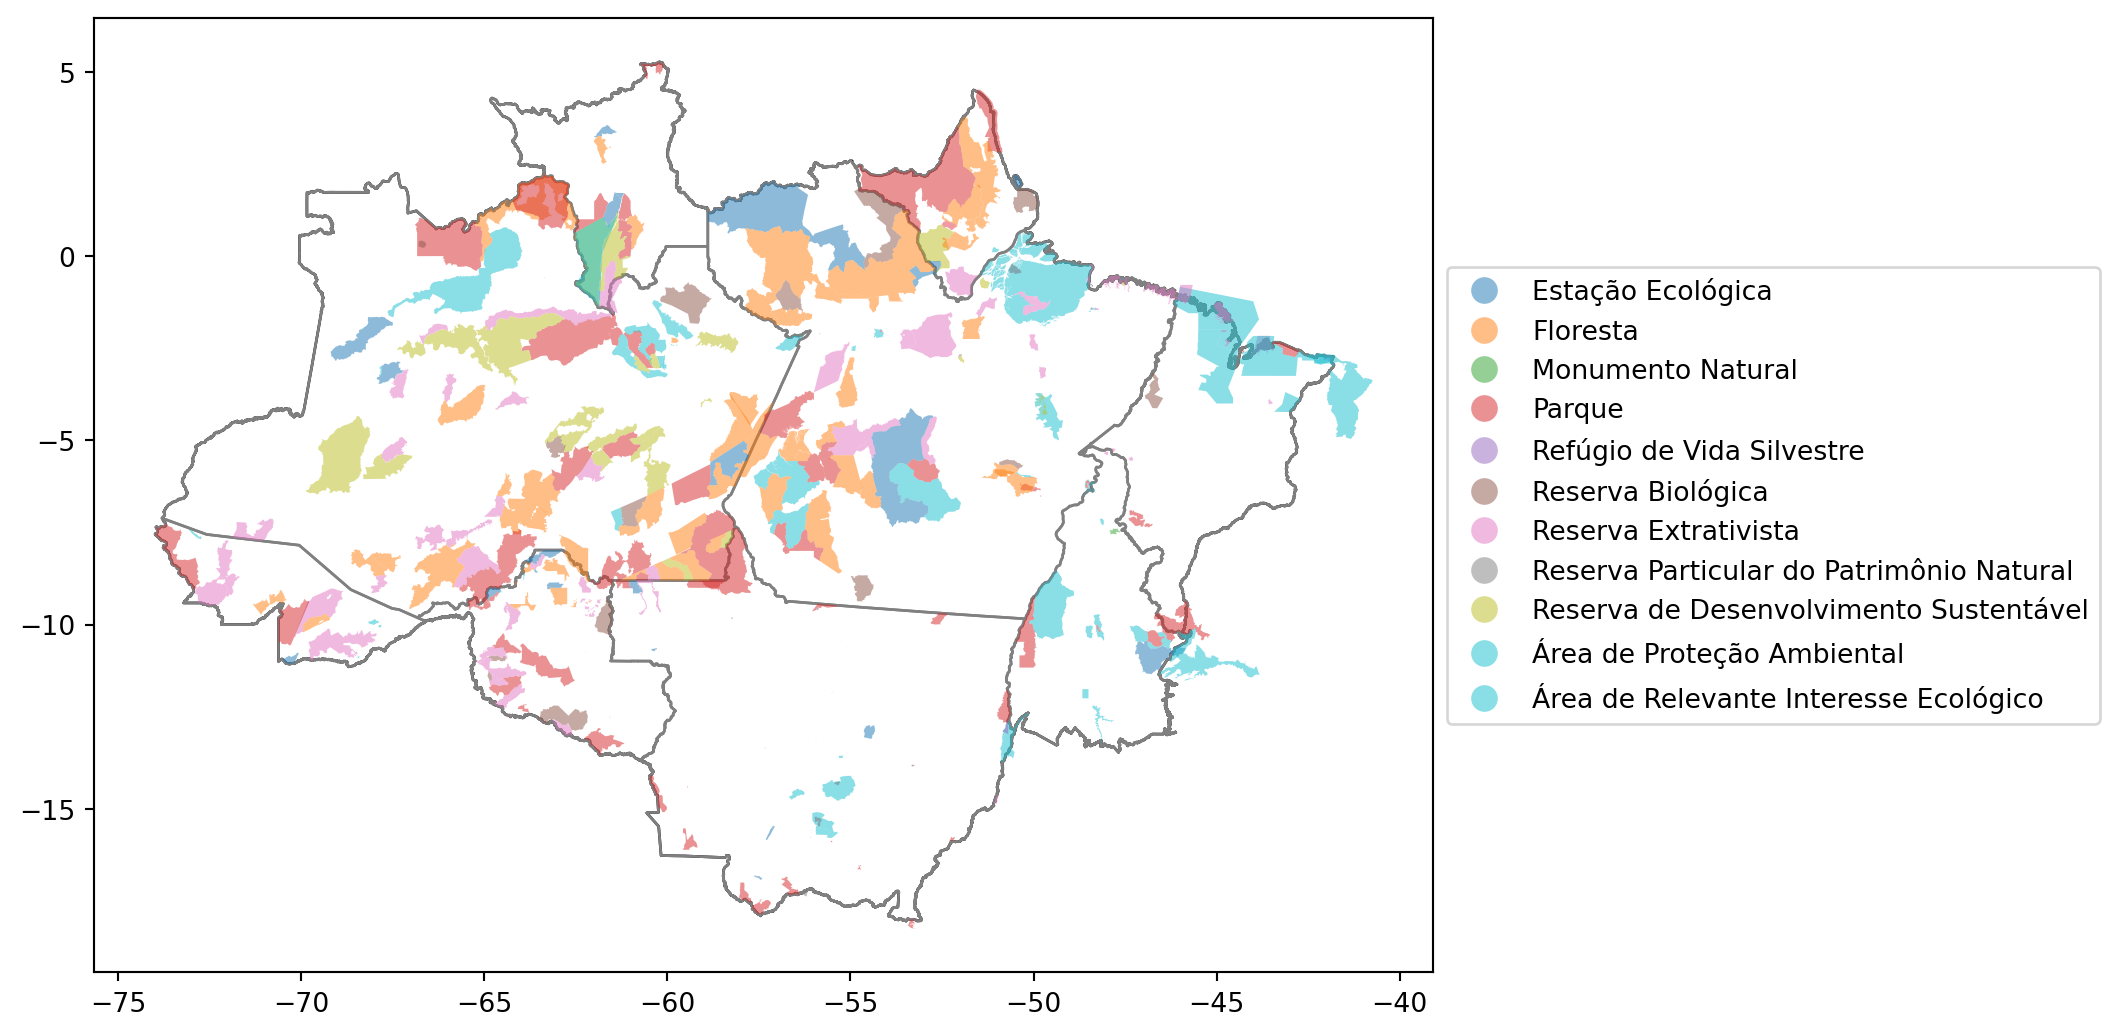 5
0
−5
−10
−15
−75
−70
−65
−60
−55
−50
−45
−40
Estação Ecológica
Floresta
Monumento Natural
Parque
Refúgio de Vida Silvestre
Reserva Biológica
Reserva Extrativista
Reserva Particular do Patrimônio Natural
Reserva de Desenvolvimento Sustentável
Área de Proteção Ambiental
Área de Relevante Interesse Ecológico